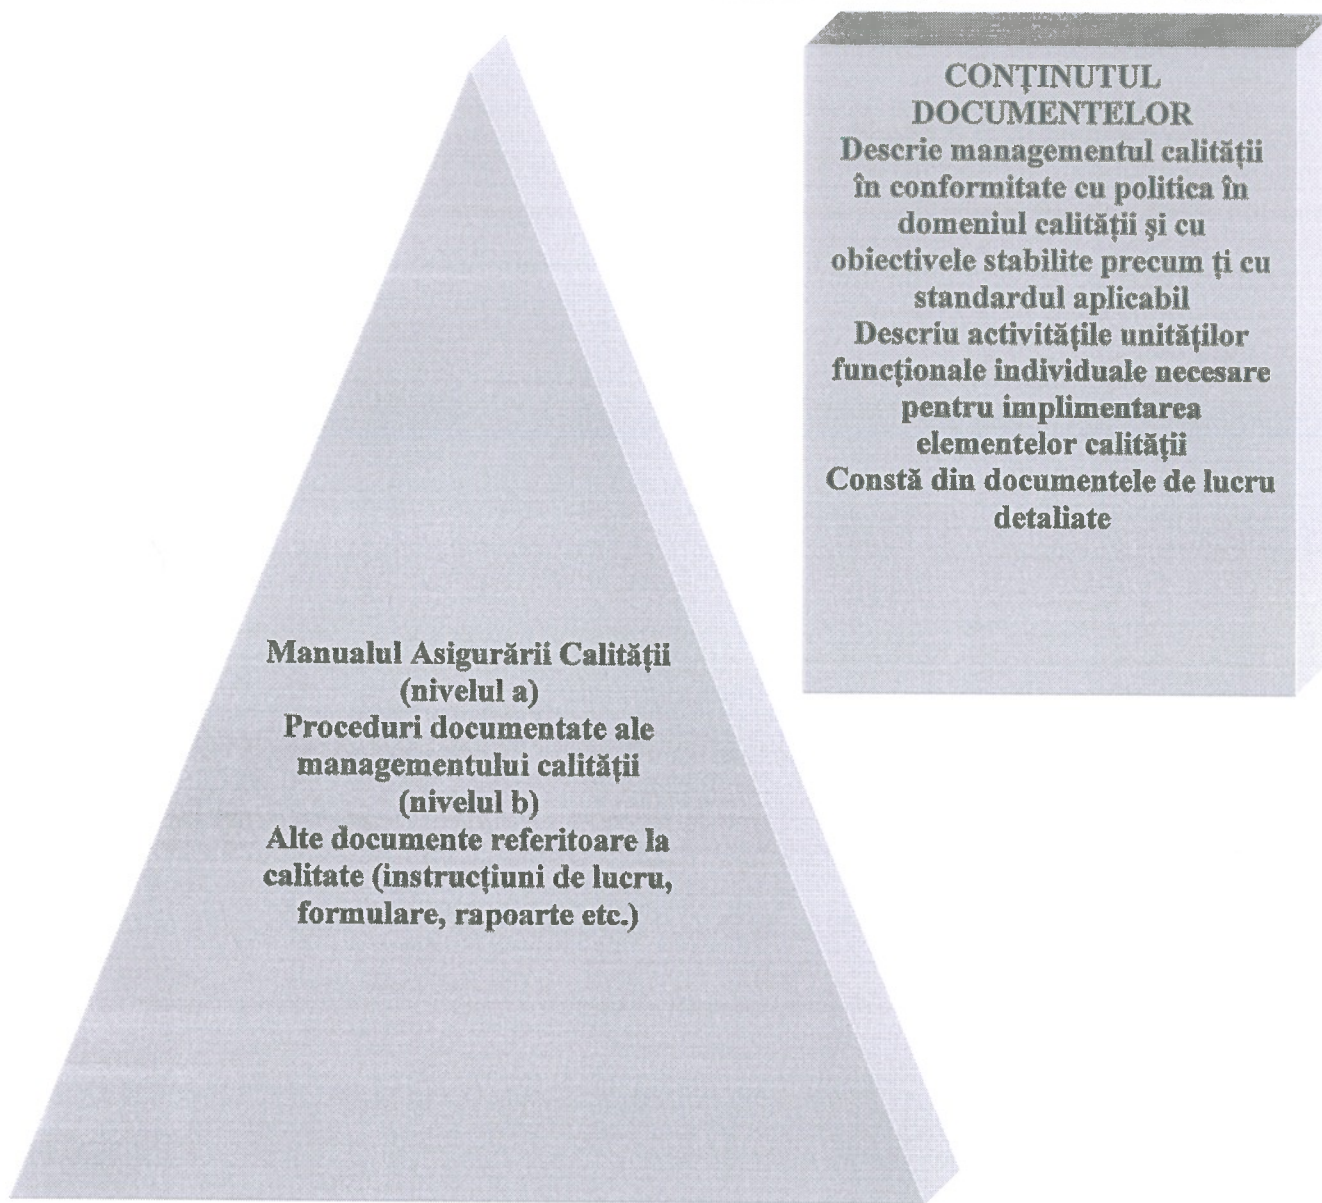 CONȚINUTUL
DOCUMENTELOR
Descrie managementul calității
în conformitate cu politica în
domeniul calității și cu
obiectivele stabilite precum ți cu
standardul aplicabil
Descriu activitățile unităților
funcționale individuale necesare
pentru implimentarea
elementelor calității
Constă din documentele de lucru
detaliate
Manualul Asigurării Calității
(nivelul a)
Proceduri documentate ale
managementului calității
(nivelul b)
Alte documente referitoare la
calitate (instrucțiuni de lucru,
formulare, rapoarte etc.)